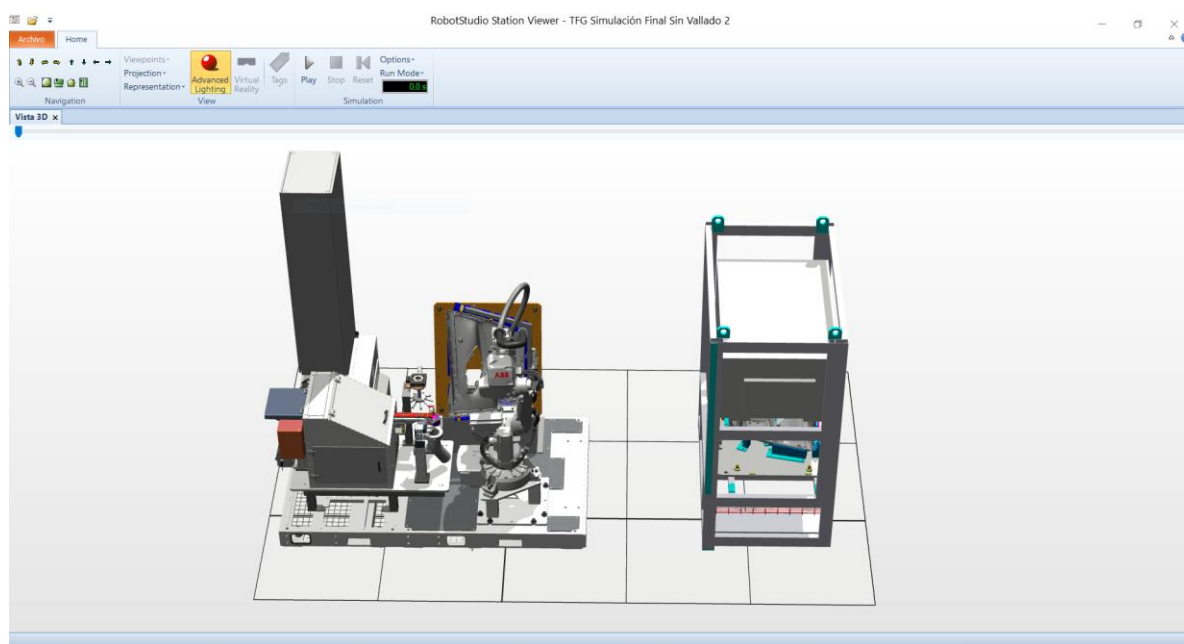 RobotStudio Station Viewer - TFG Simulación Final Sin Vallado 2
Archivo
Home
Viewpoints
Projection
Representation
Advanced Lighting
Virtual Reality
Tags
Play
Stop
Reset
Options
Run Mode
0.0 s
Navigation
View
Simulation
Vista 3D
ABB